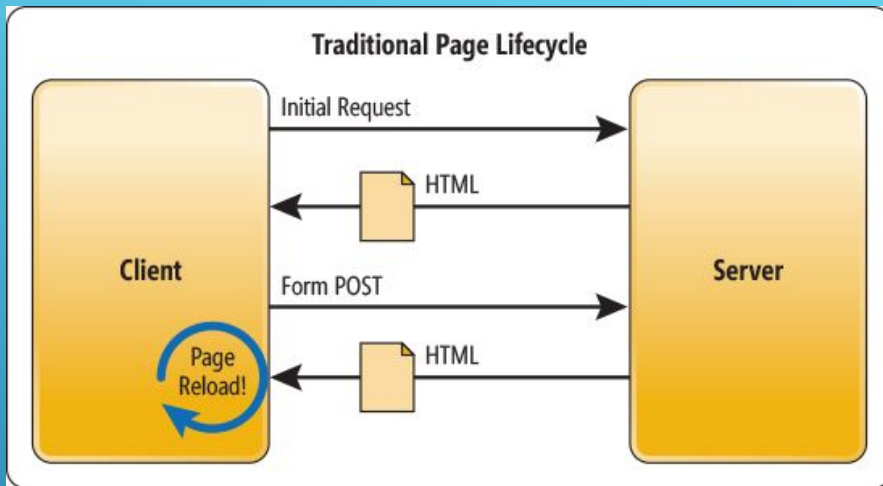 Traditional Page Lifecycle
Initial Request
HTML
Client
Server
Form POST
HTML
Page
Reload!